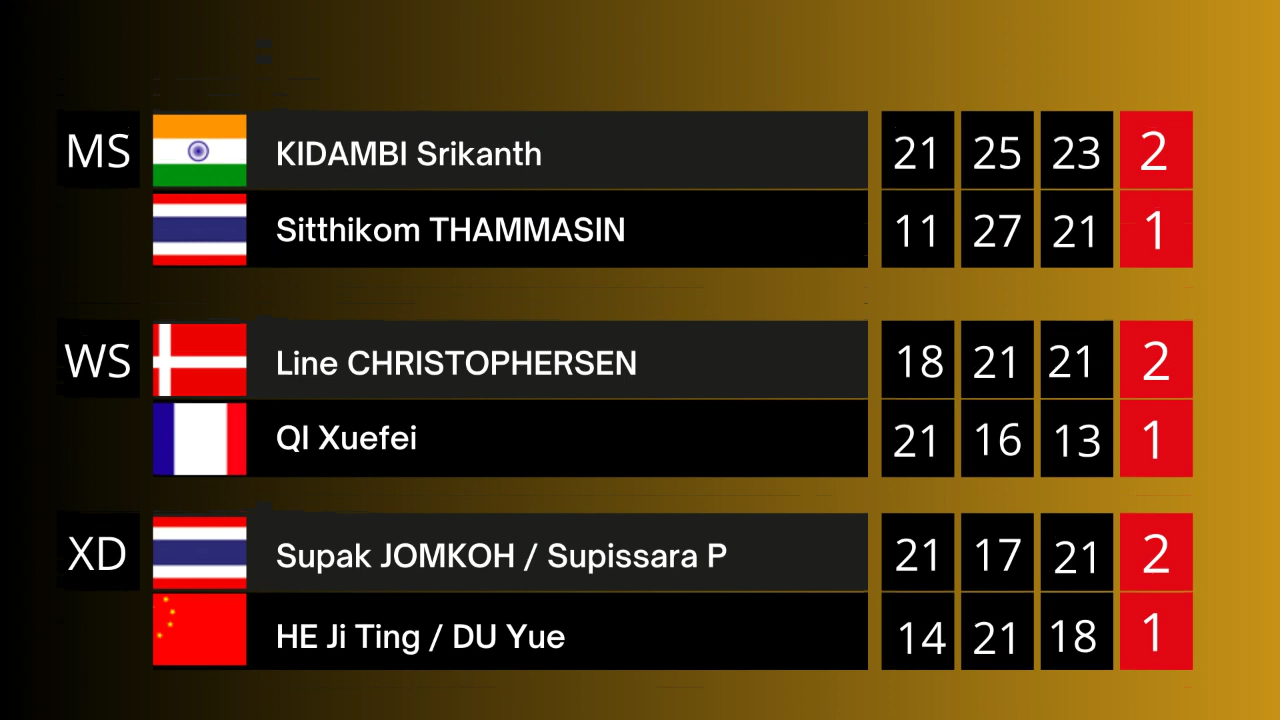 MS KIDAMBI Srikanth 21 25 23 2
Sitthikom THAMMASIN 11 27 21 1
WS Line CHRISTOPHERSEN 18 21 21 2
QI Xuefei 21 16 13 1
XD Supak JOMKOH / Supissara P 21 17 21 2
HE Ji Ting / DU Yue 14 21 18 1